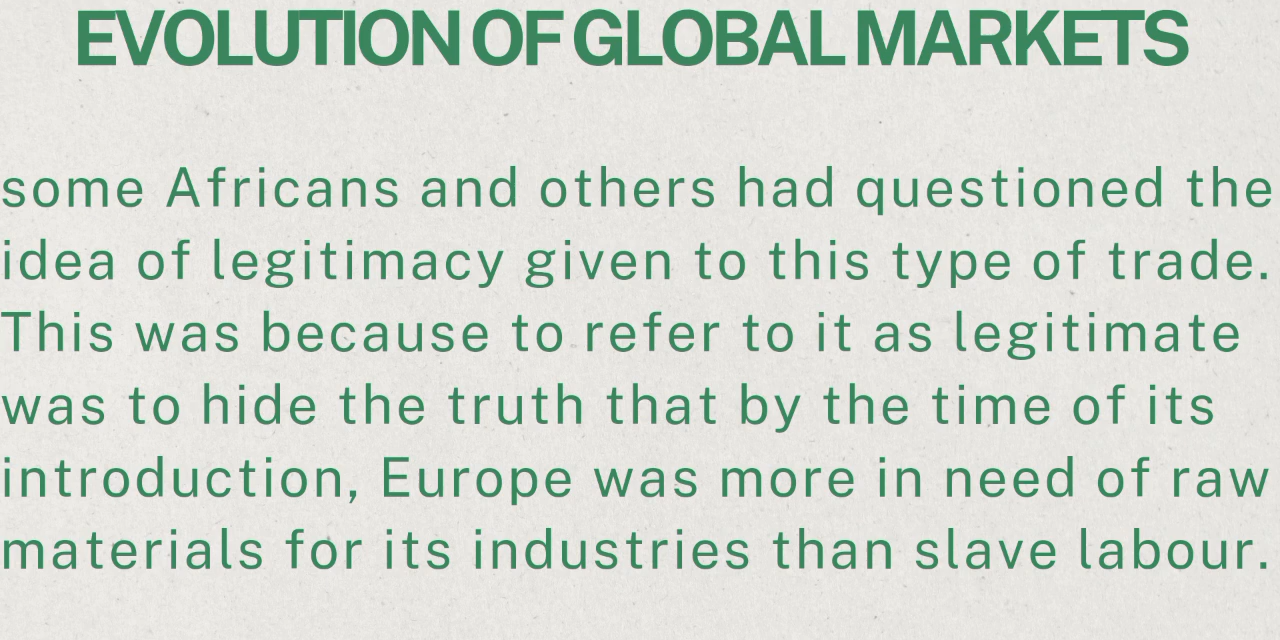 EVOLUTION OF GLOBAL MARKETS
some Africans and others had questioned the
idea of legitimacy given to this type of trade.
This was because to refer to it as legitimate
was to hide the truth that by the time of its
introduction, Europe was more in need of raw
materials for its industries than slave labour.